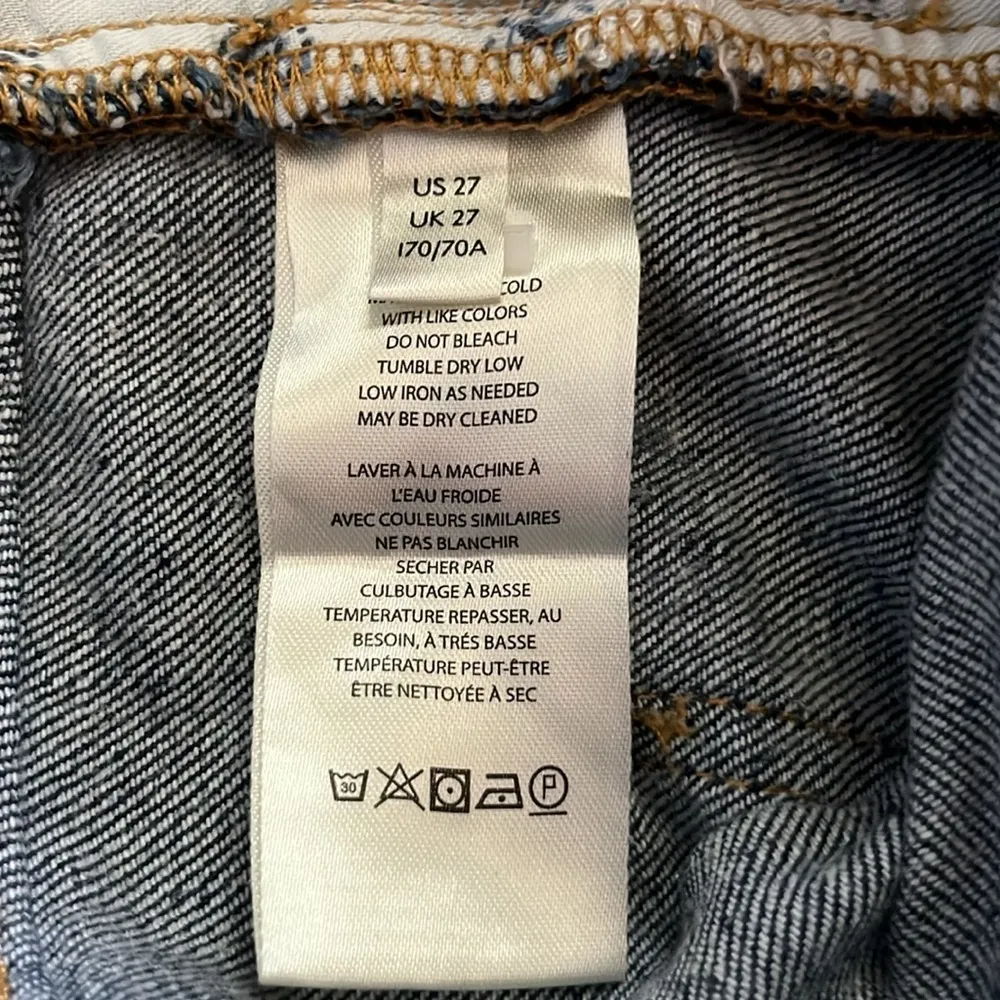 US 27
UK 27
170/70A
COLD
WITH LIKE COLORS
DO NOT BLEACH
TUMBLE DRY LOW
LOW IRON AS NEEDED
MAY BE DRY CLEANED
LAVER À LA MACHINE À
L'EAU FROIDE
AVEC COULEURS SIMILAIRES
NE PAS BLANCHIR
SECHER PAR
CULBUTAGE À BASSE
TEMPERATURE REPASSER, AU
BESOIN, À TRÉS BASSE
TEMPÉRATURE PEUT-ÊTRE
ÊTRE NETTOYÉE À SEC
30 P